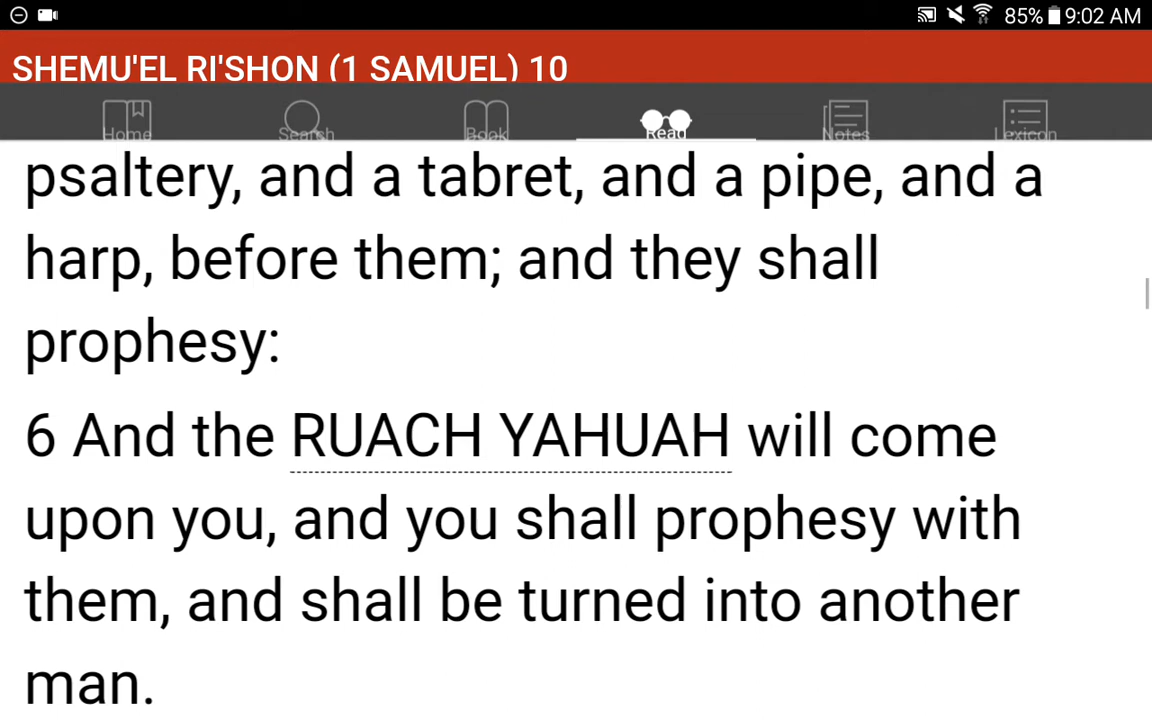 85% 9:02 AM
SHEMU'EL RI'SHON (1 SAMUEL) 10
Home Search Book Read Notes Lexicon
psaltery, and a tabret, and a pipe, and a
harp, before them; and they shall
prophesy:
6 And the RUACH YAHUAH will come
upon you, and you shall prophesy with
them, and shall be turned into another
man.